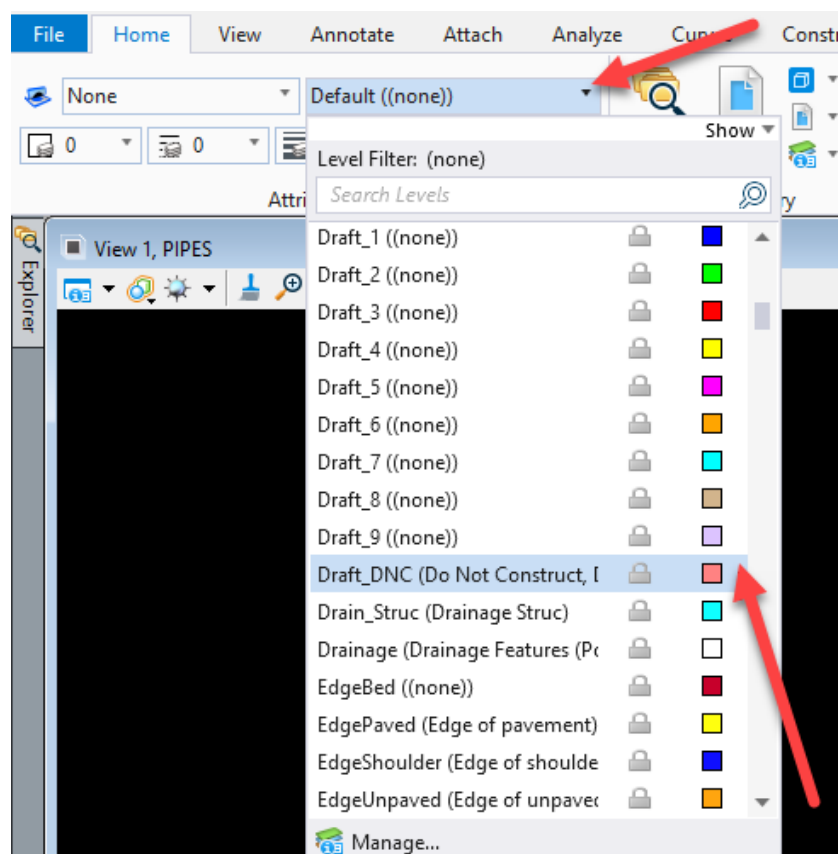 File Home View Annotate Attach Analyze Constr
None Default ((none))
Show
0 0
Level Filter: (none)
Search Levels
Attri
ry
Explorer
View 1, PIPES
Draft_1 ((none))
Draft_2 ((none))
Draft_3 ((none))
Draft_4 ((none))
Draft_5 ((none))
Draft_6 ((none))
Draft_7 ((none))
Draft_8 ((none))
Draft_9 ((none))
Draft_DNC (Do Not Construct, D
Drain_Struc (Drainage Struc)
Drainage (Drainage Features (Po
EdgeBed ((none))
EdgePaved (Edge of pavement)
EdgeShoulder (Edge of shoulde
EdgeUnpaved (Edge of unpavec
Manage...